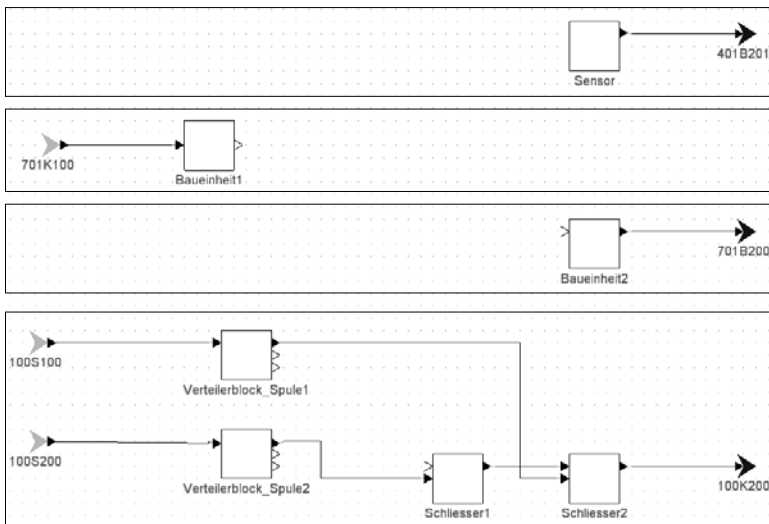 401B201
Sensor
701K100
Baueinheit1
701B200
Baueinheit2
100S100
Verteilerblock_Spule1
100S200
Verteilerblock_Spule2
100K200
Schliesser1
Schliesser2